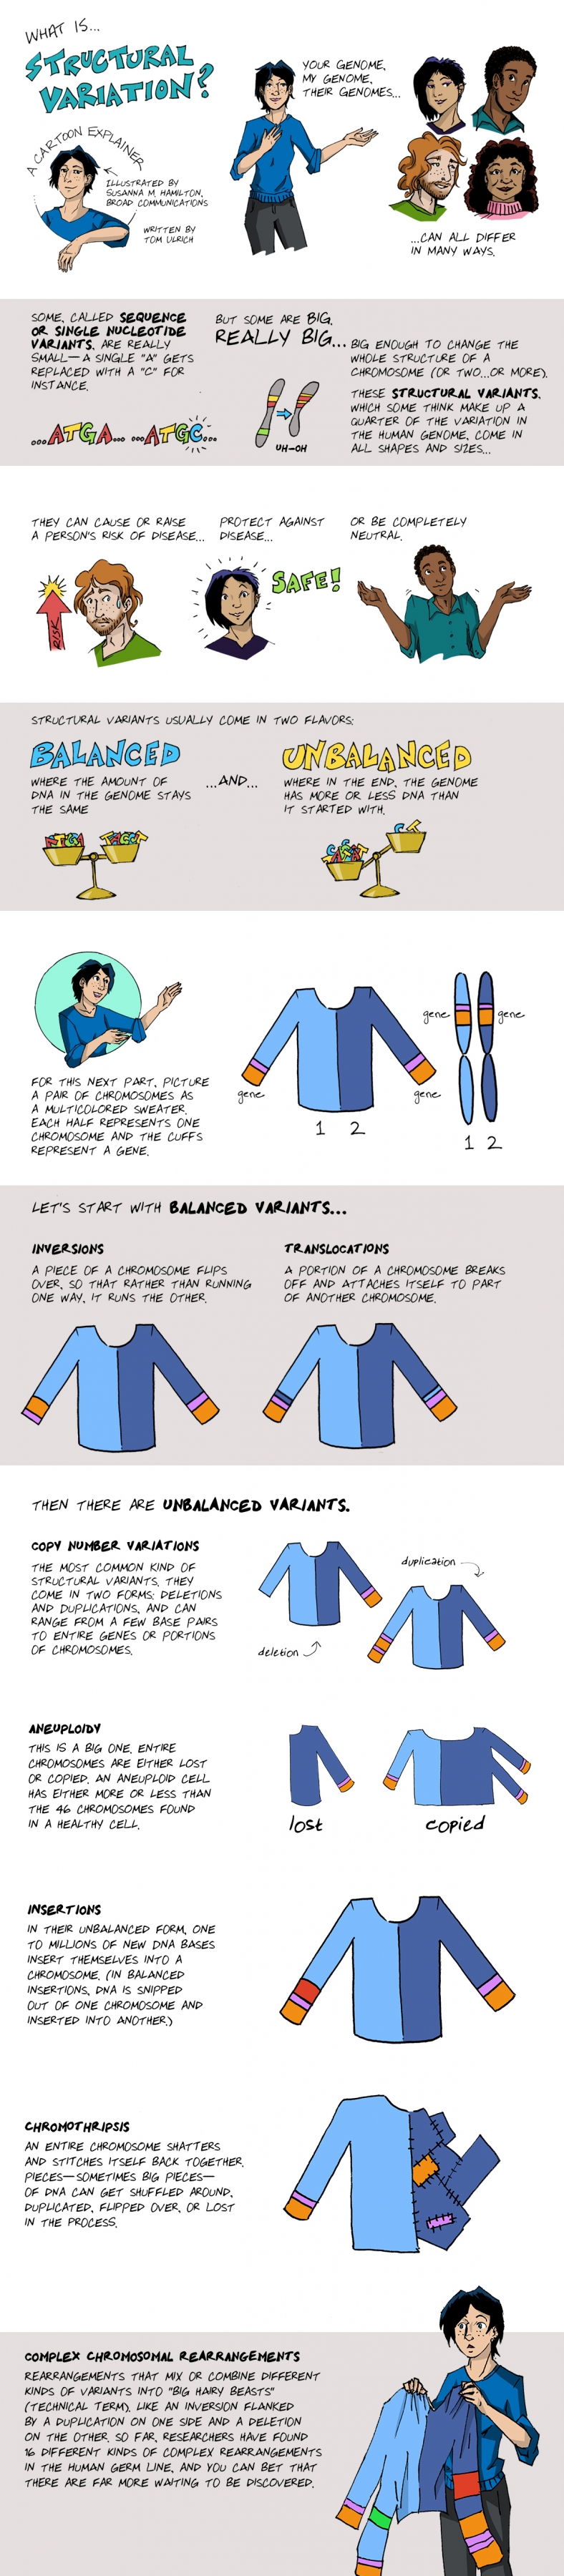 WHAT IS...
STRUCTURAL
VARIATION?
A CARTOON EXPLAINER
ILLUSTRATED BY
SUSANNA M. HAMILTON,
BROAD COMMUNICATIONS
WRITTEN BY
TOM ULRICH
YOUR GENOME,
MY GENOME,
THEIR GENOMES...
...CAN ALL DIFFER
IN MANY WAYS.
SOME, CALLED SEQUENCE
OR SINGLE NUCLEOTIDE
VARIANTS, ARE REALLY
SMALL—A SINGLE "A" GETS
REPLACED WITH A "C" FOR
INSTANCE.
...ATGA... ...ATGC...
BUT SOME ARE BIG.
REALLY BIG...
UH-OH
BIG ENOUGH TO CHANGE THE
WHOLE STRUCTURE OF A
CHROMOSOME (OR TWO...OR MORE).
THESE STRUCTURAL VARIANTS,
WHICH SOME THINK MAKE UP A
QUARTER OF THE VARIATION IN
THE HUMAN GENOME, COME IN
ALL SHAPES AND SIZES...
THEY CAN CAUSE OR RAISE
A PERSON'S RISK OF DISEASE...
RISK
PROTECT AGAINST
DISEASE...
SAFE!
OR BE COMPLETELY
NEUTRAL.
STRUCTURAL VARIANTS USUALLY COME IN TWO FLAVORS:
BALANCED
WHERE THE AMOUNT OF
DNA IN THE GENOME STAYS
THE SAME
...AND...
UNBALANCED
WHERE IN THE END, THE GENOME
HAS MORE OR LESS DNA THAN
IT STARTED WITH.
FOR THIS NEXT PART, PICTURE
A PAIR OF CHROMOSOMES AS
A MULTICOLORED SWEATER.
EACH HALF REPRESENTS ONE
CHROMOSOME AND THE CUFFS
REPRESENT A GENE.
gene
gene
1 2
gene
gene
1 2
LET'S START WITH BALANCED VARIANTS...
INVERSIONS
A PIECE OF A CHROMOSOME FLIPS
OVER, SO THAT RATHER THAN RUNNING
ONE WAY, IT RUNS THE OTHER.
TRANSLOCATIONS
A PORTION OF A CHROMOSOME BREAKS
OFF AND ATTACHES ITSELF TO PART
OF ANOTHER CHROMOSOME.
THEN THERE ARE UNBALANCED VARIANTS.
COPY NUMBER VARIATIONS
THE MOST COMMON KIND OF
STRUCTURAL VARIANTS. THEY
COME IN TWO FORMS: DELETIONS
AND DUPLICATIONS, AND CAN
RANGE FROM A FEW BASE PAIRS
TO ENTIRE GENES OR PORTIONS
OF CHROMOSOMES.
deletion
duplication
ANEUPLOIDY
THIS IS A BIG ONE. ENTIRE
CHROMOSOMES ARE EITHER LOST
OR COPIED. AN ANEUPLOID CELL
HAS EITHER MORE OR LESS THAN
THE 46 CHROMOSOMES FOUND
IN A HEALTHY CELL.
lost
copied
INSERTIONS
IN THEIR UNBALANCED FORM, ONE
TO MILLIONS OF NEW DNA BASES
INSERT THEMSELVES INTO A
CHROMOSOME. (IN BALANCED
INSERTIONS, DNA IS SNIPPED
OUT OF ONE CHROMOSOME AND
INSERTED INTO ANOTHER.)
CHROMOTHRIPSIS
AN ENTIRE CHROMOSOME SHATTERS
AND STITCHES ITSELF BACK TOGETHER.
PIECES—SOMETIMES BIG PIECES—
OF DNA CAN GET SHUFFLED AROUND,
DUPLICATED, FLIPPED OVER, OR LOST
IN THE PROCESS.
COMPLEX CHROMOSOMAL REARRANGEMENTS
REARRANGEMENTS THAT MIX OR COMBINE DIFFERENT
KINDS OF VARIANTS INTO "BIG HAIRY BEASTS"
(TECHNICAL TERM), LIKE AN INVERSION FLANKED
BY A DUPLICATION ON ONE SIDE AND A DELETION
ON THE OTHER. SO FAR, RESEARCHERS HAVE FOUND
16 DIFFERENT KINDS OF COMPLEX REARRANGEMENTS
IN THE HUMAN GERM LINE, AND YOU CAN BET THAT
THERE ARE FAR MORE WAITING TO BE DISCOVERED.